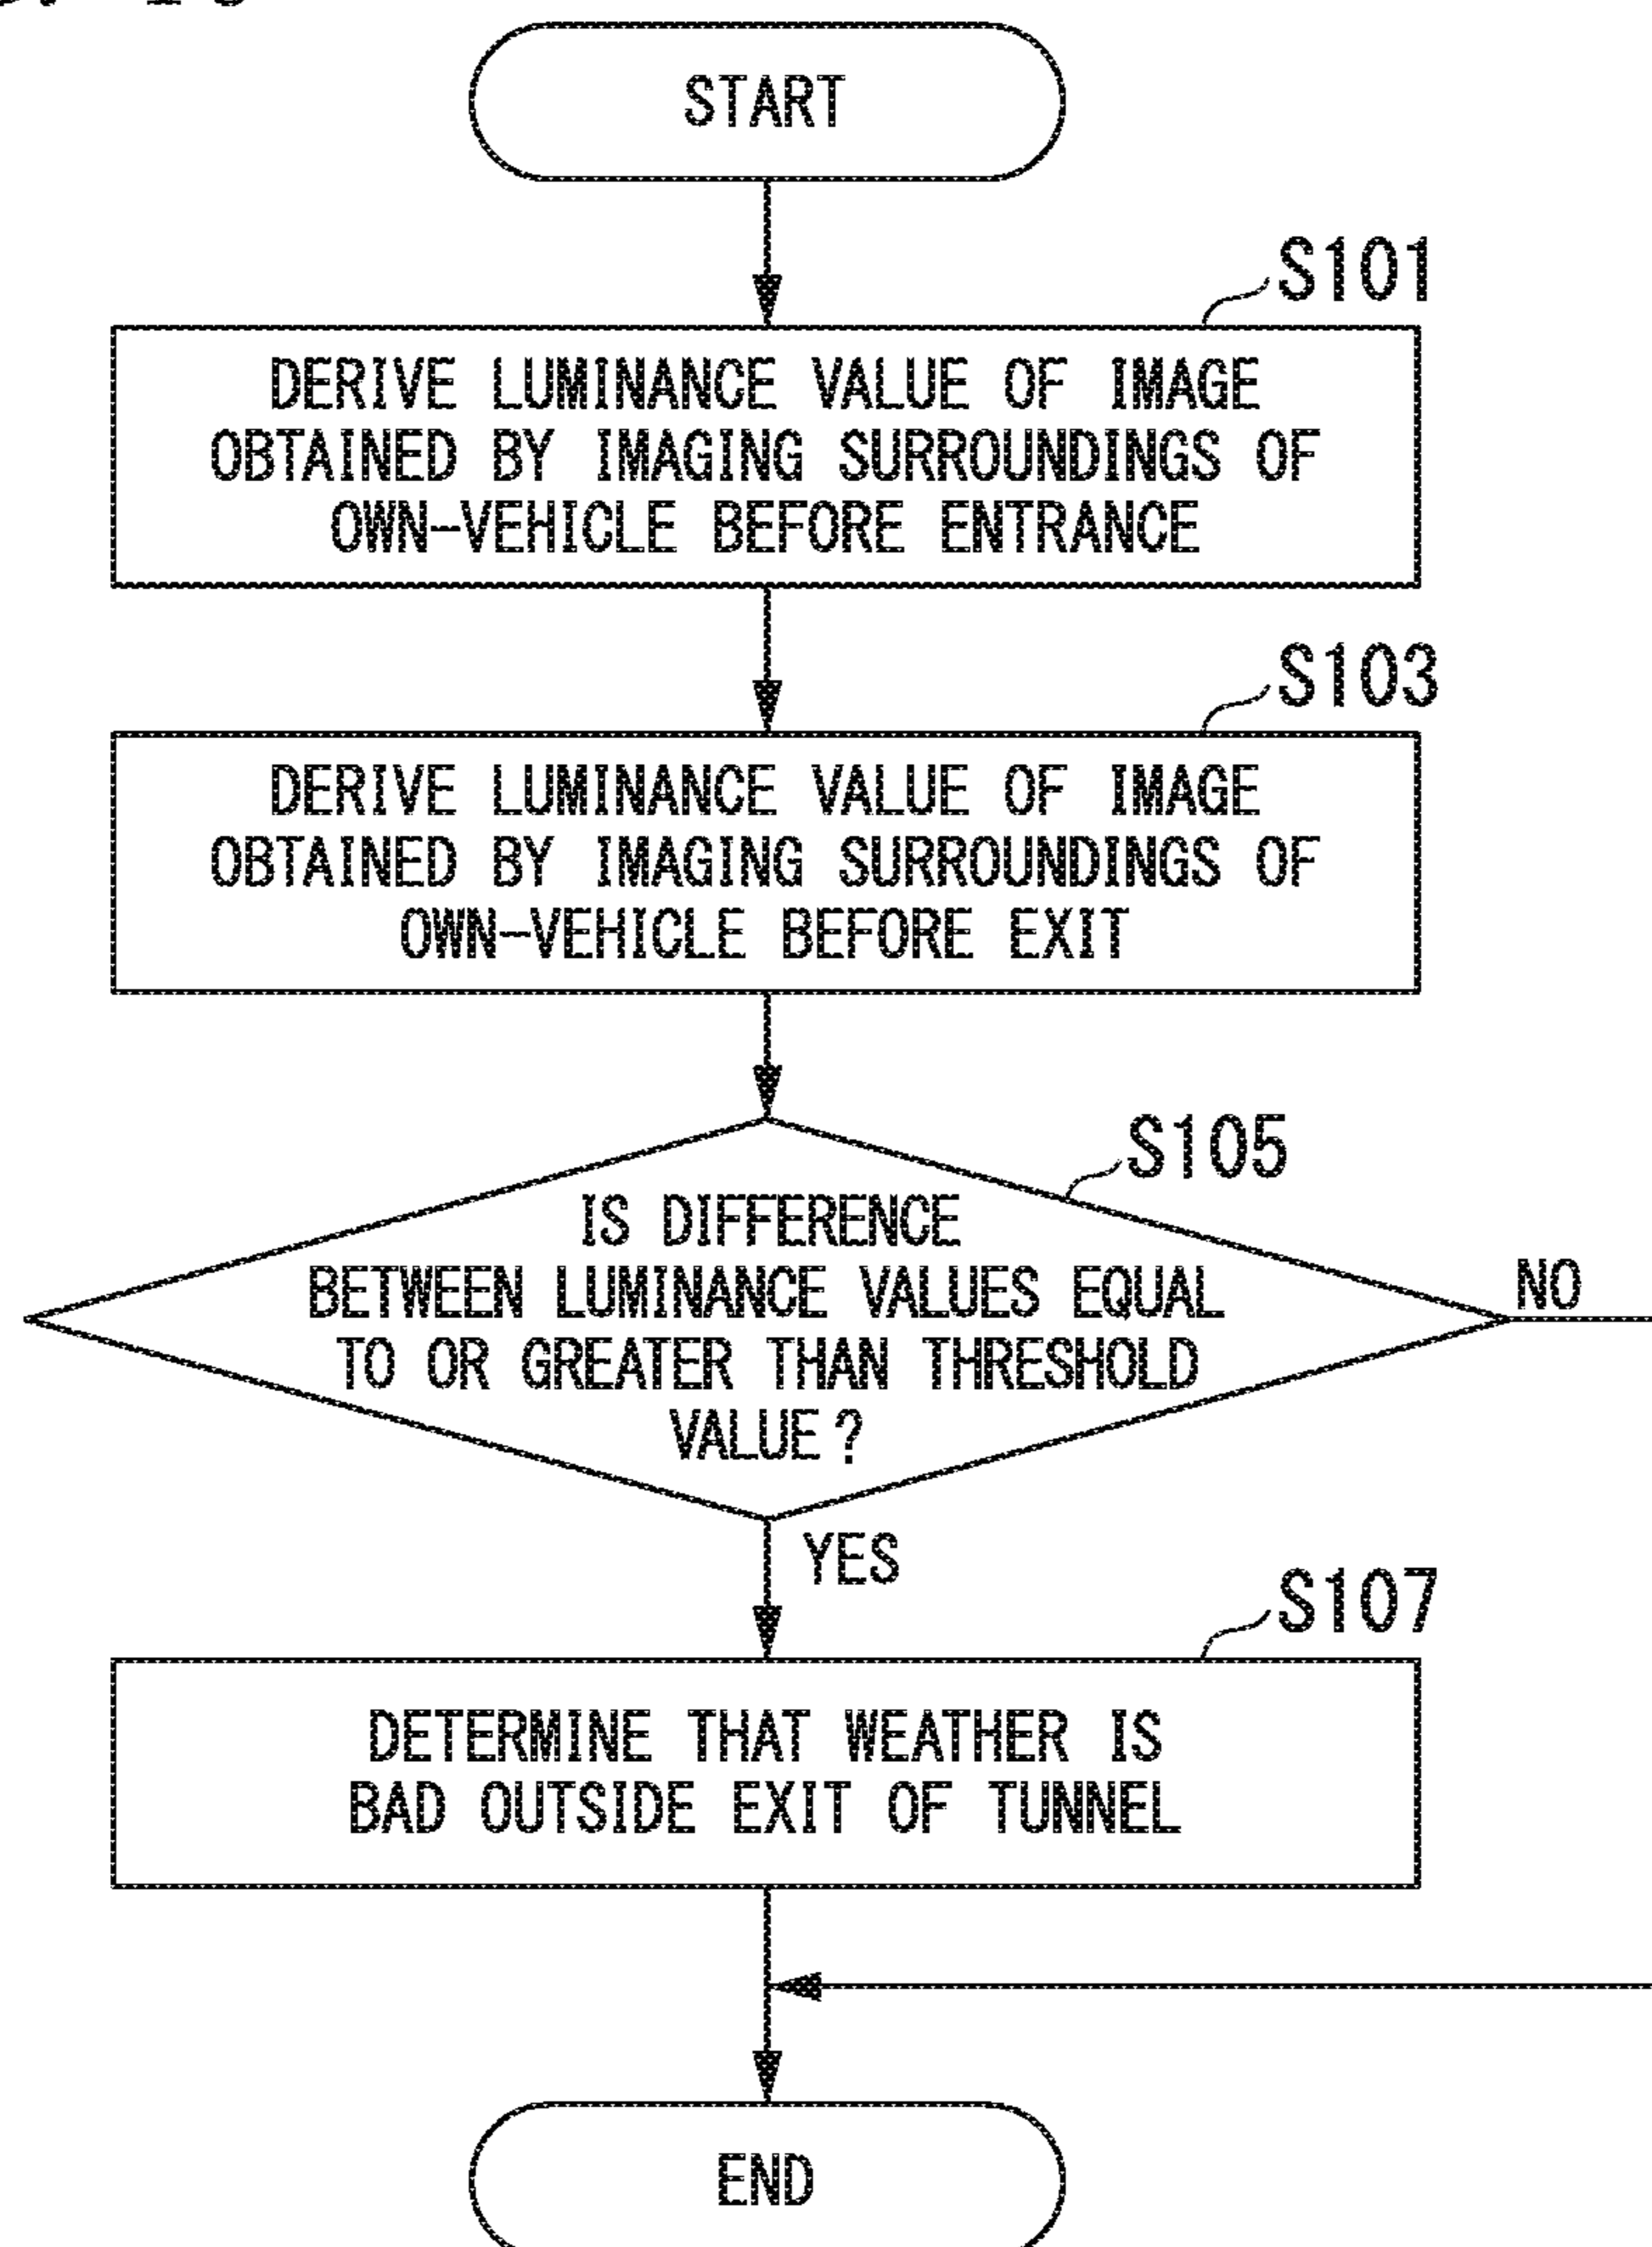 START
S101
DERIVE LUMINANCE VALUE OF IMAGE
OBTAINED BY IMAGING SURROUNDINGS OF
OWN-VEHICLE BEFORE ENTRANCE
S103
DERIVE LUMINANCE VALUE OF IMAGE
OBTAINED BY IMAGING SURROUNDINGS OF
OWN-VEHICLE BEFORE EXIT
S105
IS DIFFERENCE
BETWEEN LUMINANCE VALUES EQUAL
TO OR GREATER THAN THRESHOLD
VALUE?
NO
YES
S107
DETERMINE THAT WEATHER IS
BAD OUTSIDE EXIT OF TUNNEL
END